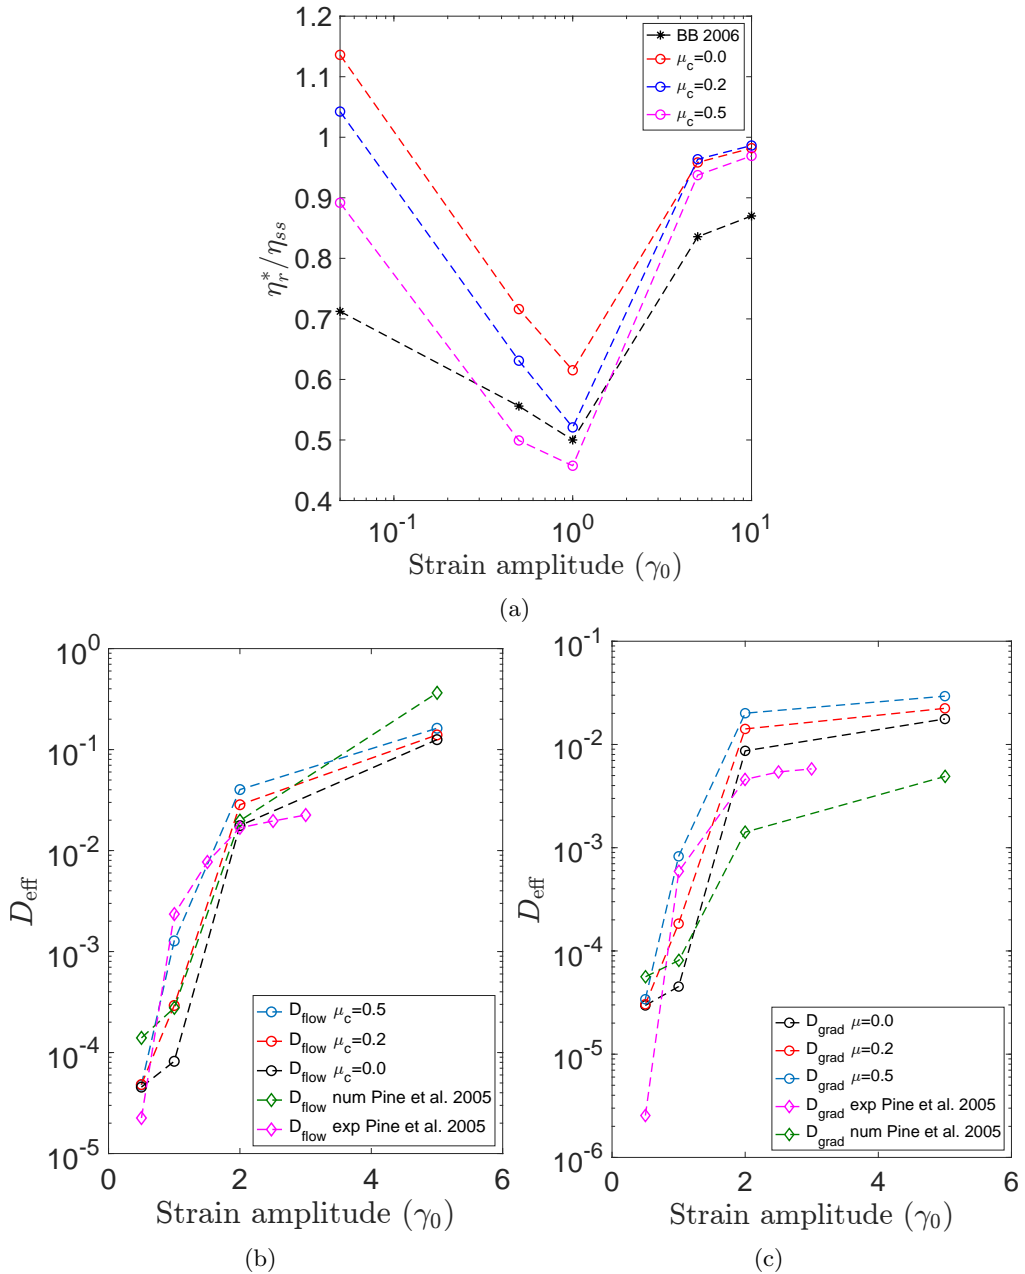 1.2
1.1
1
0.9
0.8
0.7
0.6
0.5
0.4
η*r/ηss
BB 2006
μc=0.0
μc=0.2
μc=0.5
10-1 100 101
Strain amplitude (γ0)
(a)
100
10-1
10-2
10-3
10-4
10-5
Deff
Dflow μc=0.5
Dflow μc=0.2
Dflow μc=0.0
Dflow num Pine et al. 2005
Dflow exp Pine et al. 2005
0 2 4 6
Strain amplitude (γ0)
(b)
10-1
10-2
10-3
10-4
10-5
10-6
Deff
Dgrad μ=0.0
Dgrad μ=0.2
Dgrad μ=0.5
Dgrad exp Pine et al. 2005
Dgrad num Pine et al. 2005
0 2 4 6
Strain amplitude (γ0)
(c)